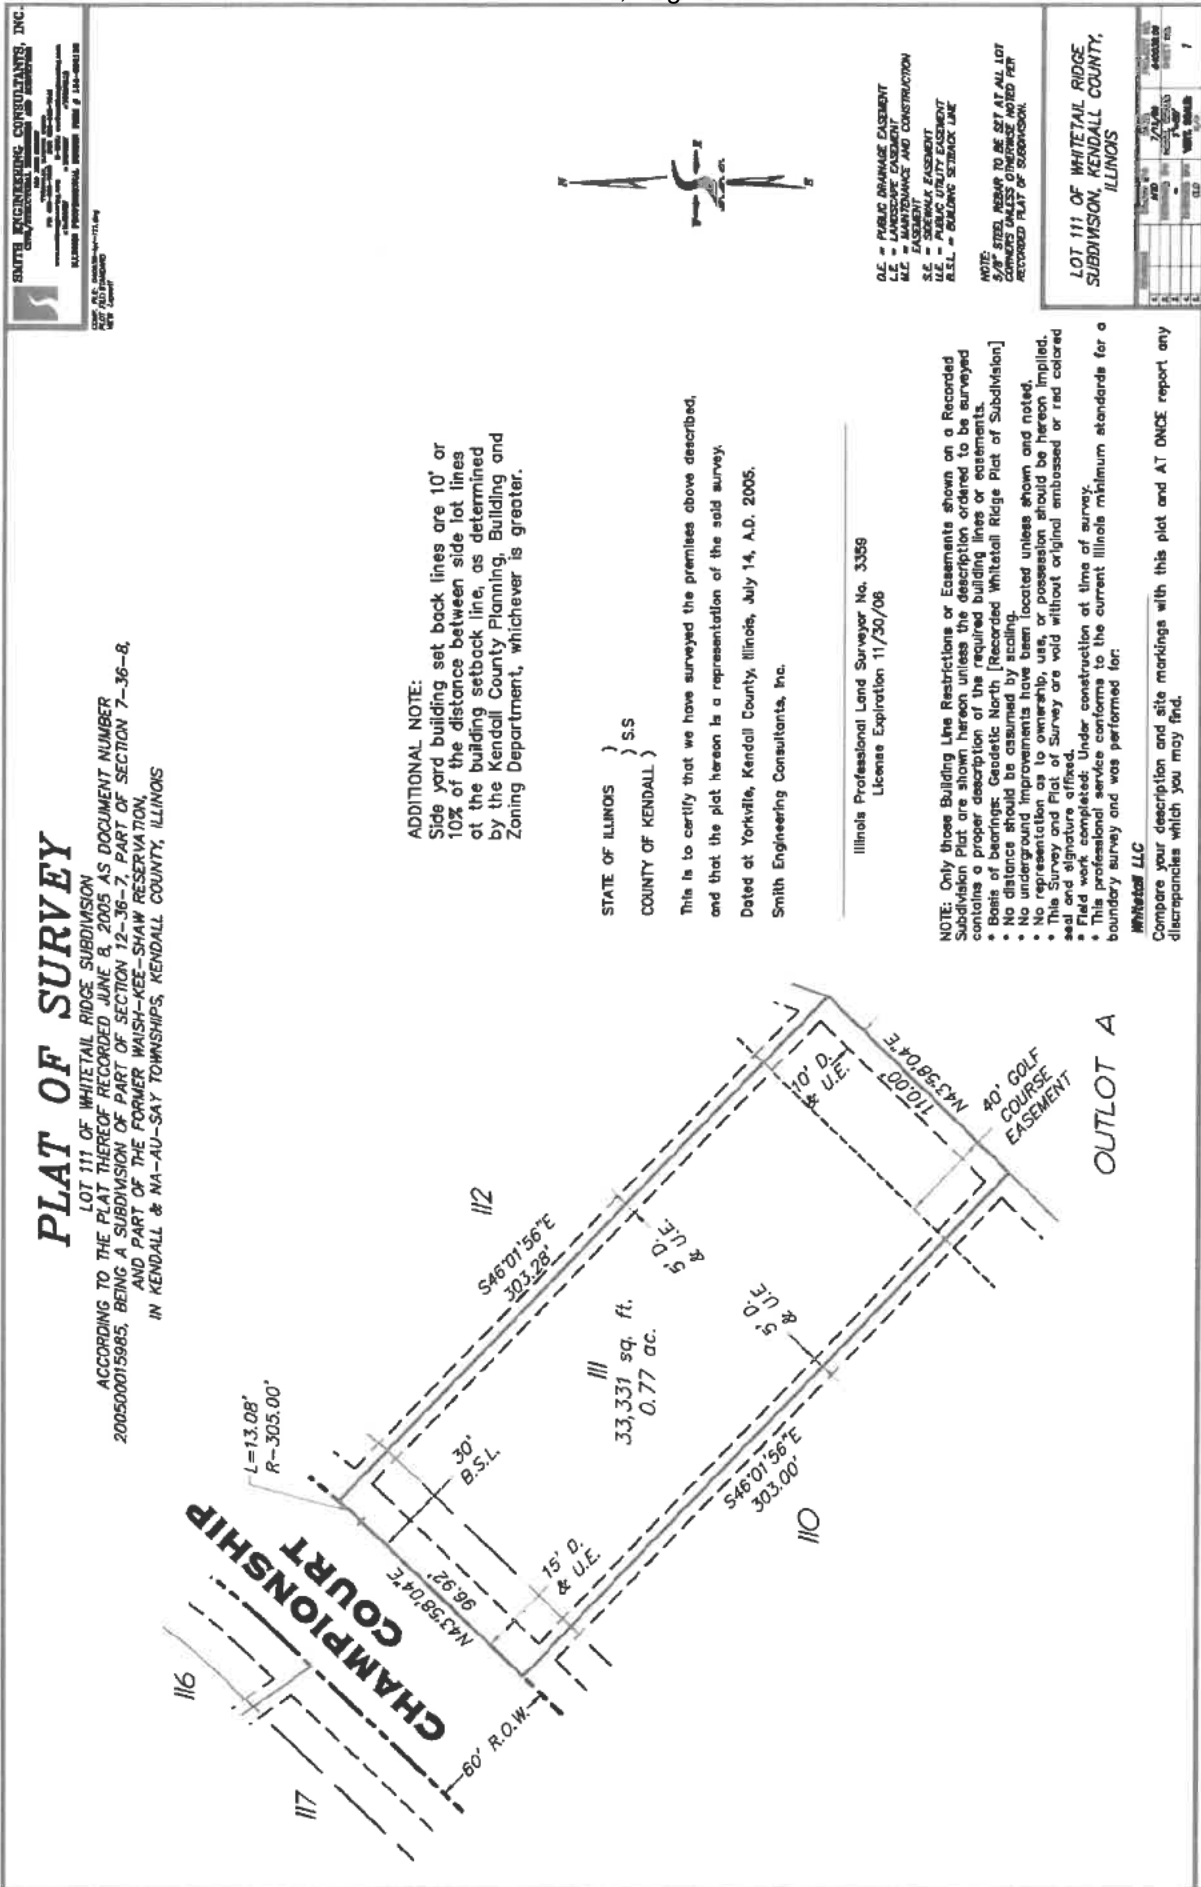 SMITH ENGINEERING CONSULTANTS, INC.
PLAT OF SURVEY
LOT 111 OF WHITETAIL RIDGE SUBDIVISION
ACCORDING TO THE PLAT THEREOF RECORDED JUNE 8, 2005 AS DOCUMENT NUMBER
200500015985, BEING A SUBDIVISION OF PART OF SECTION 12-36-7, PART OF SECTION 7-36-8,
AND PART OF THE FORMER WAISH-KEE-SHAW RESERVATION,
IN KENDALL & NA-AU-SAY TOWNSHIPS, KENDALL COUNTY, ILLINOIS
116
117
CHAMPIONSHIP
COURT
60' R.O.W.
L=13.08'
R-305.00'
N43°58'04"E
96.92'
30'
B.S.L.
15' D.
& U.E.
112
S46°01'56"E
303.28'
111
33,331 sq. ft.
0.77 ac.
5' D.
& U.E.
5' D.
& U.E
S46°01'56"E
303.00'
110
10' D.
& U.E.
110.00'
N43°58'04"E
40' GOLF
COURSE
EASEMENT
OUTLOT A
ADDITIONAL NOTE:
Side yard building set back lines are 10' or
10% of the distance between side lot lines
at the building setback line, as determined
by the Kendall County Planning, Building and
Zoning Department, whichever is greater.
STATE OF ILLINOIS )
) S.S
COUNTY OF KENDALL )
This is to certify that we have surveyed the premises above described,
and that the plat hereon is a representation of the said survey.
Dated at Yorkville, Kendall County, Illinois, July 14, A.D. 2005.
Smith Engineering Consultants, Inc.
Illinois Professional Land Surveyor No. 3359
License Expiration 11/30/06
NOTE: Only those Building Line Restrictions or Easements shown on a Recorded
Subdivision Plat are shown hereon unless the description ordered to be surveyed
contains a proper description of the required building lines or easements.
* Basis of bearings: Geodetic North [Recorded Whitetail Ridge Plat of Subdivision]
* No distance should be assumed by scaling.
* No underground improvements have been located unless shown and noted.
* No representation as to ownership, use, or possession should be hereon implied.
* This Survey and Plat of Survey are void without original embossed or red colored
seal and signature affixed.
* Field work completed: Under construction at time of survey.
* This professional service conforms to the current Illinois minimum standards for a
boundary survey and was performed for:
Whitetail LLC
Compare your description and site markings with this plat and AT ONCE report any
discrepancies which you may find.
N
S
D.E. = PUBLIC DRAINAGE EASEMENT
L.E. = LANDSCAPE EASEMENT
M.E. = MAINTENANCE AND CONSTRUCTION
EASEMENT
S.E. = SIDEWALK EASEMENT
U.E. = PUBLIC UTILITY EASEMENT
B.S.L. = BUILDING SETBACK LINE
NOTE:
5/8" STEEL REBAR TO BE SET AT ALL LOT
CORNERS UNLESS OTHERWISE NOTED PER
RECORDED PLAT OF SUBDIVISION.
LOT 111 OF WHITETAIL RIDGE
SUBDIVISION, KENDALL COUNTY,
ILLINOIS
1